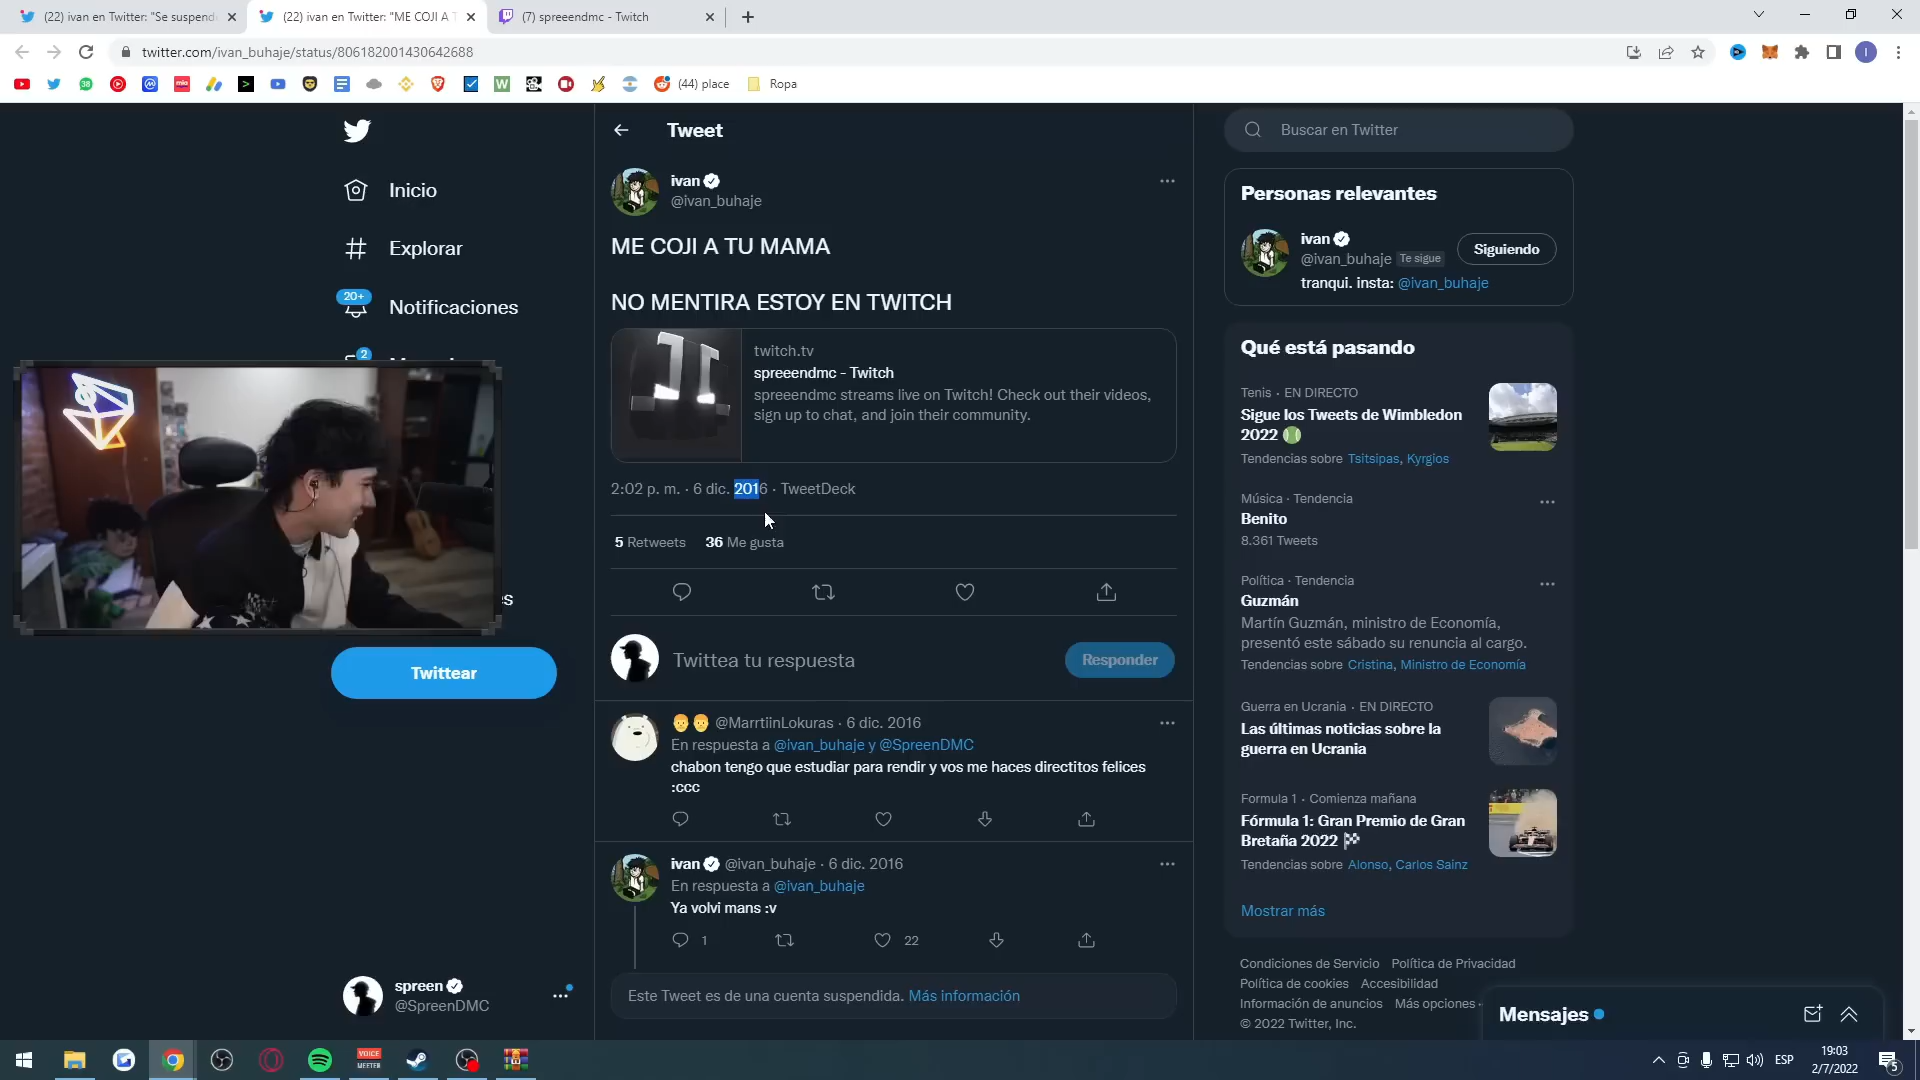 (22) ivan en Twitter: "Se suspend
(22) ivan en Twitter: "ME COJI A T
(7) spreeendmc - Twitch
twitter.com/ivan_buhaje/status/806182001430642688
(44) place
Ropa
Inicio
Explorar
20+
Notificaciones
2
Twittear
spreen
@SpreenDMC
Tweet
ivan
@ivan_buhaje
ME COJI A TU MAMA
NO MENTIRA ESTOY EN TWITCH
twitch.tv
spreeendmc - Twitch
spreeendmc streams live on Twitch! Check out their videos,
sign up to chat, and join their community.
2:02 p. m. · 6 dic. 2016 · TweetDeck
5 Retweets 36 Me gusta
Twittea tu respuesta
Responder
@MarrtiinLokuras · 6 dic. 2016
En respuesta a @ivan_buhaje y @SpreenDMC
chabon tengo que estudiar para rendir y vos me haces directitos felices
:ccc
ivan @ivan_buhaje · 6 dic. 2016
En respuesta a @ivan_buhaje
Ya volvi mans :v
1
22
Este Tweet es de una cuenta suspendida. Más información
Buscar en Twitter
Personas relevantes
ivan
@ivan_buhaje Te sigue
Siguiendo
tranqui. insta: @ivan_buhaje
Qué está pasando
Tenis · EN DIRECTO
Sigue los Tweets de Wimbledon
2022
Tendencias sobre Tsitsipas, Kyrgios
Música · Tendencia
Benito
8.361 Tweets
Política · Tendencia
Guzmán
Martín Guzmán, ministro de Economía,
presentó este sábado su renuncia al cargo.
Tendencias sobre Cristina, Ministro de Economía
Guerra en Ucrania · EN DIRECTO
Las últimas noticias sobre la
guerra en Ucrania
Formula 1 · Comienza mañana
Fórmula 1: Gran Premio de Gran
Bretaña 2022
Tendencias sobre Alonso, Carlos Sainz
Mostrar más
Condiciones de Servicio Política de Privacidad
Política de cookies Accesibilidad
Información de anuncios Más opciones
© 2022 Twitter, Inc.
Mensajes
VOICE
MEETER
ESP
19:03
2/7/2022
5